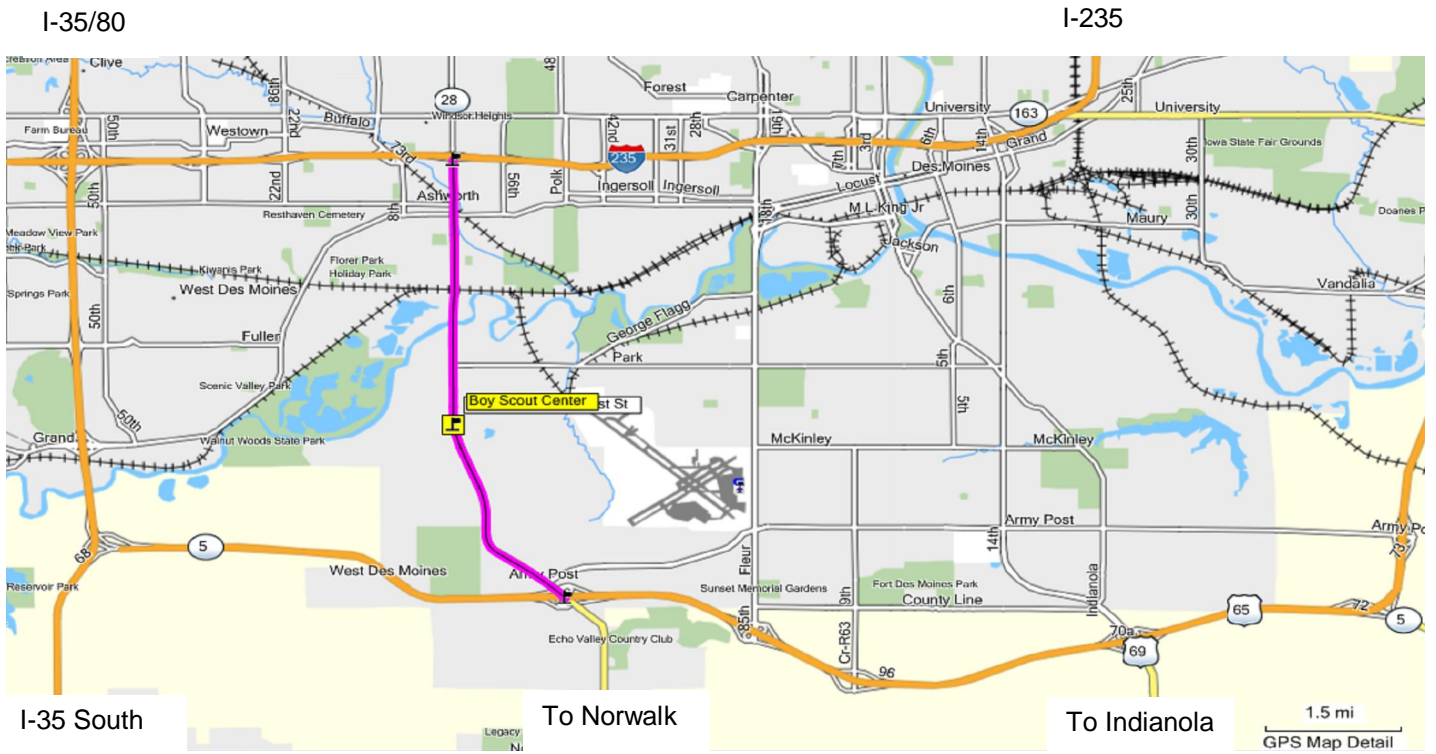 I-35/80
I-235
Clive
86th
48
Forest
Carpenter
25th
28
Windsor Heights
University
163
University
Farm Bureau
50th
Westown
22nd
Buffalo
42nd
31st
28th
19th
7th
3rd
6th
14th
Grand
30th
Iowa State Fair Grounds
73rd
235
Des Moines
50th
22nd
8th
Ashworth
56th
Polk
Ingersoll
Ingersoll
Locust
Resthaven Cemetery
18th
M L King Jr
Maury
30th
Doanes P
Meadow View Park
Jackson
Kiwanis Park
Florer Park
Holiday Park
West Des Moines
Vandalia
Springs Park
50th
Fuller
George Flagg
6th
Park
5th
Scenic Valley Park
Boy Scout Center
st St
5th
50th
Grand
Walnut Woods State Park
McKinley
McKinley
Army Post
Army Po
68
5
14th
73
West Des Moines
Army Post
Fleur
Reservoir Park
Sunset Memorial Gardens
9th
Fort Des Moines Park
County Line
Indianola
65
72
5
85th
Echo Valley Country Club
Cr-R63
70a
69
96
I-35 South
To Norwalk
To Indianola
1.5 mi
GPS Map Detail
Legacy